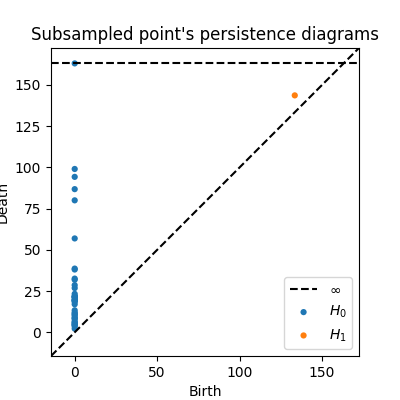 Subsampled point's persistence diagrams
150
125
100
75
50
25
0
Death
0 50 100 150
Birth
∞
H₀
H₁